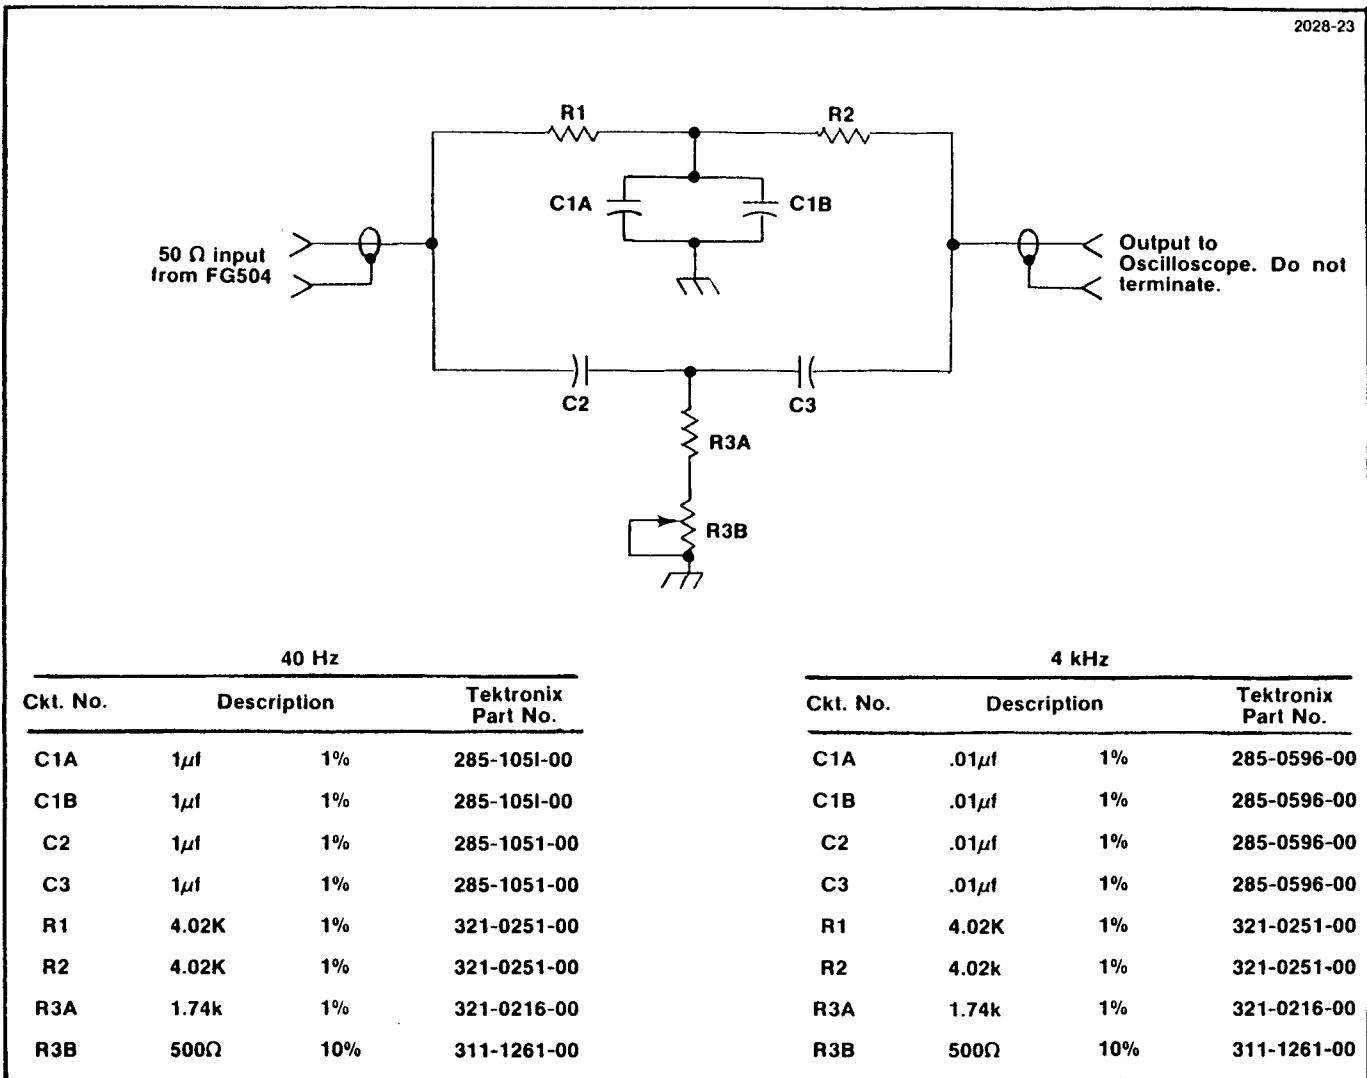 2028-23
R1
R2
C1A
C1B
50 Ω input
from FG504
Output to
Oscilloscope. Do not
terminate.
C2
C3
R3A
R3B
40 Hz
Ckt. No. Description Tektronix
Part No.
C1A 1µf 1% 285-105I-00
C1B 1µf 1% 285-105I-00
C2 1µf 1% 285-1051-00
C3 1µf 1% 285-1051-00
R1 4.02K 1% 321-0251-00
R2 4.02K 1% 321-0251-00
R3A 1.74k 1% 321-0216-00
R3B 500Ω 10% 311-1261-00
4 kHz
Ckt. No. Description Tektronix
Part No.
C1A .01µf 1% 285-0596-00
C1B .01µf 1% 285-0596-00
C2 .01µf 1% 285-0596-00
C3 .01µf 1% 285-0596-00
R1 4.02K 1% 321-0251-00
R2 4.02k 1% 321-0251-00
R3A 1.74k 1% 321-0216-00
R3B 500Ω 10% 311-1261-00